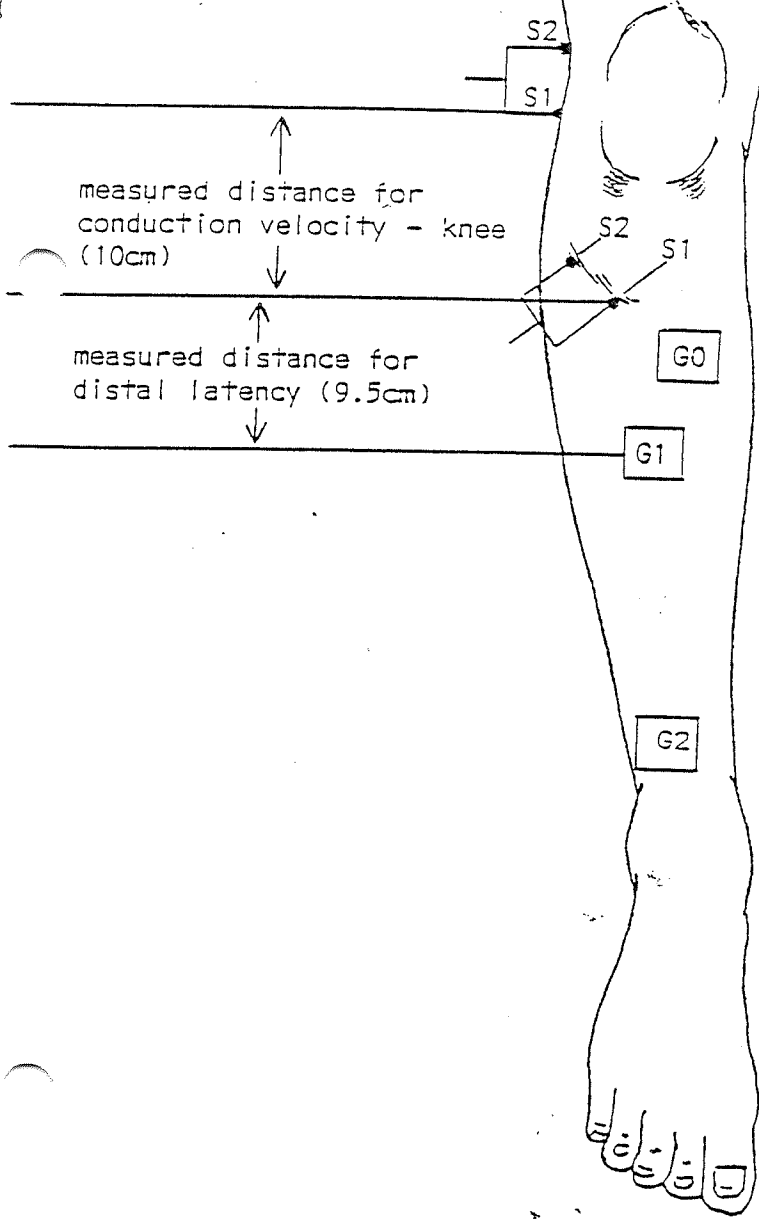 S2
S1
measured distance for
conduction velocity - knee
(10cm)
S2
S1
measured distance for
distal latency (9.5cm)
G0
G1
G2